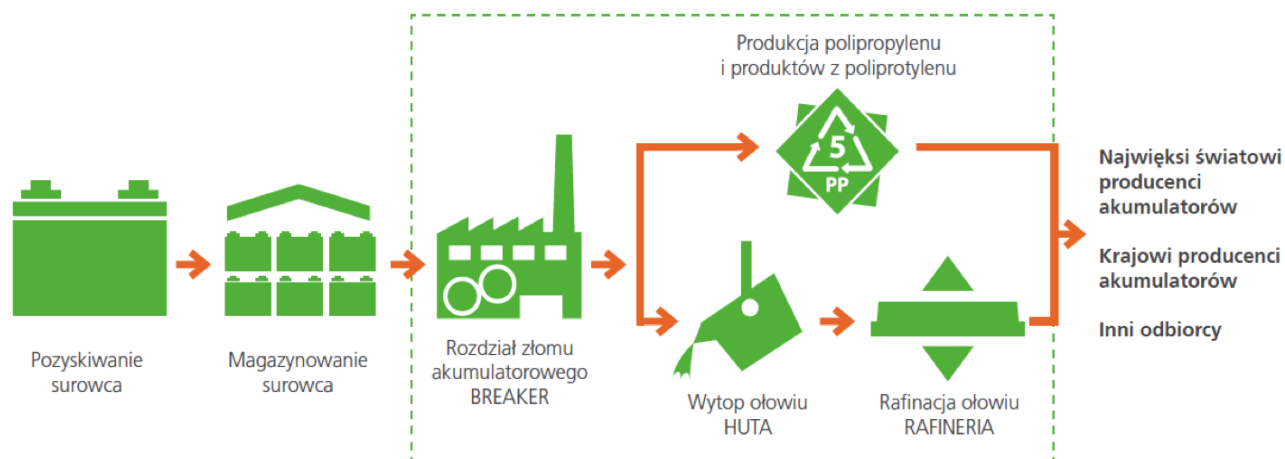 Produkcja polipropylenu
i produktów z poliprotylenu
5
PP
Najwięksi światowi
producenci
akumulatorów
Krajowi producenci
akumulatorów
Inni odbiorcy
Pozyskiwanie
surowca
Magazynowanie
surowca
Rozdział złomu
akumulatorowego
BREAKER
Wytop ołowiu
HUTA
Rafinacja ołowiu
RAFINERIA